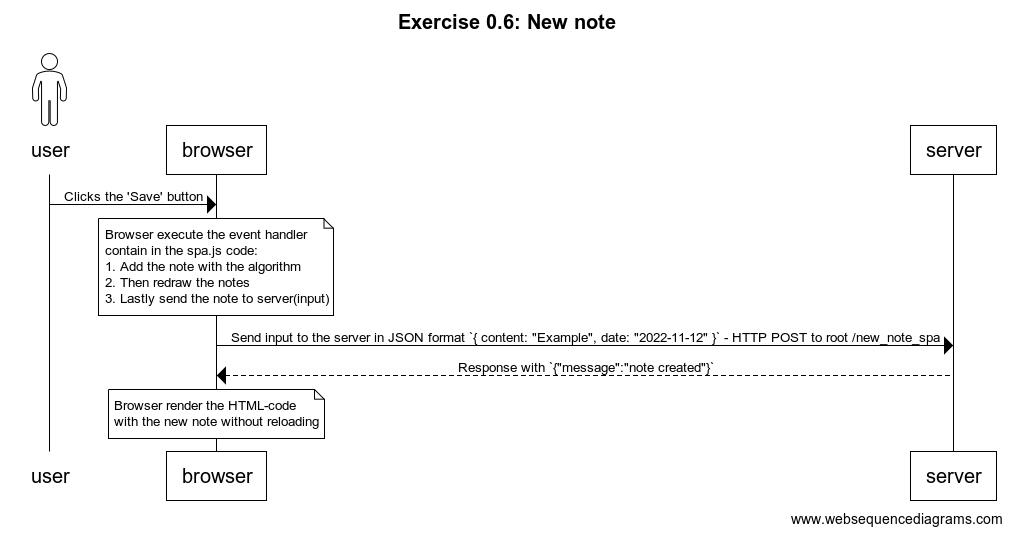 Exercise 0.6: New note
user
browser
server
Clicks the 'Save' button
Browser execute the event handler
contain in the spa.js code:
1. Add the note with the algorithm
2. Then redraw the notes
3. Lastly send the note to server(input)
Send input to the server in JSON format `{ content: "Example", date: "2022-11-12" }` - HTTP POST to root /new_note_spa
Response with `{"message":"note created"}`
Browser render the HTML-code
with the new note without reloading
user
browser
server
www.websequencediagrams.com